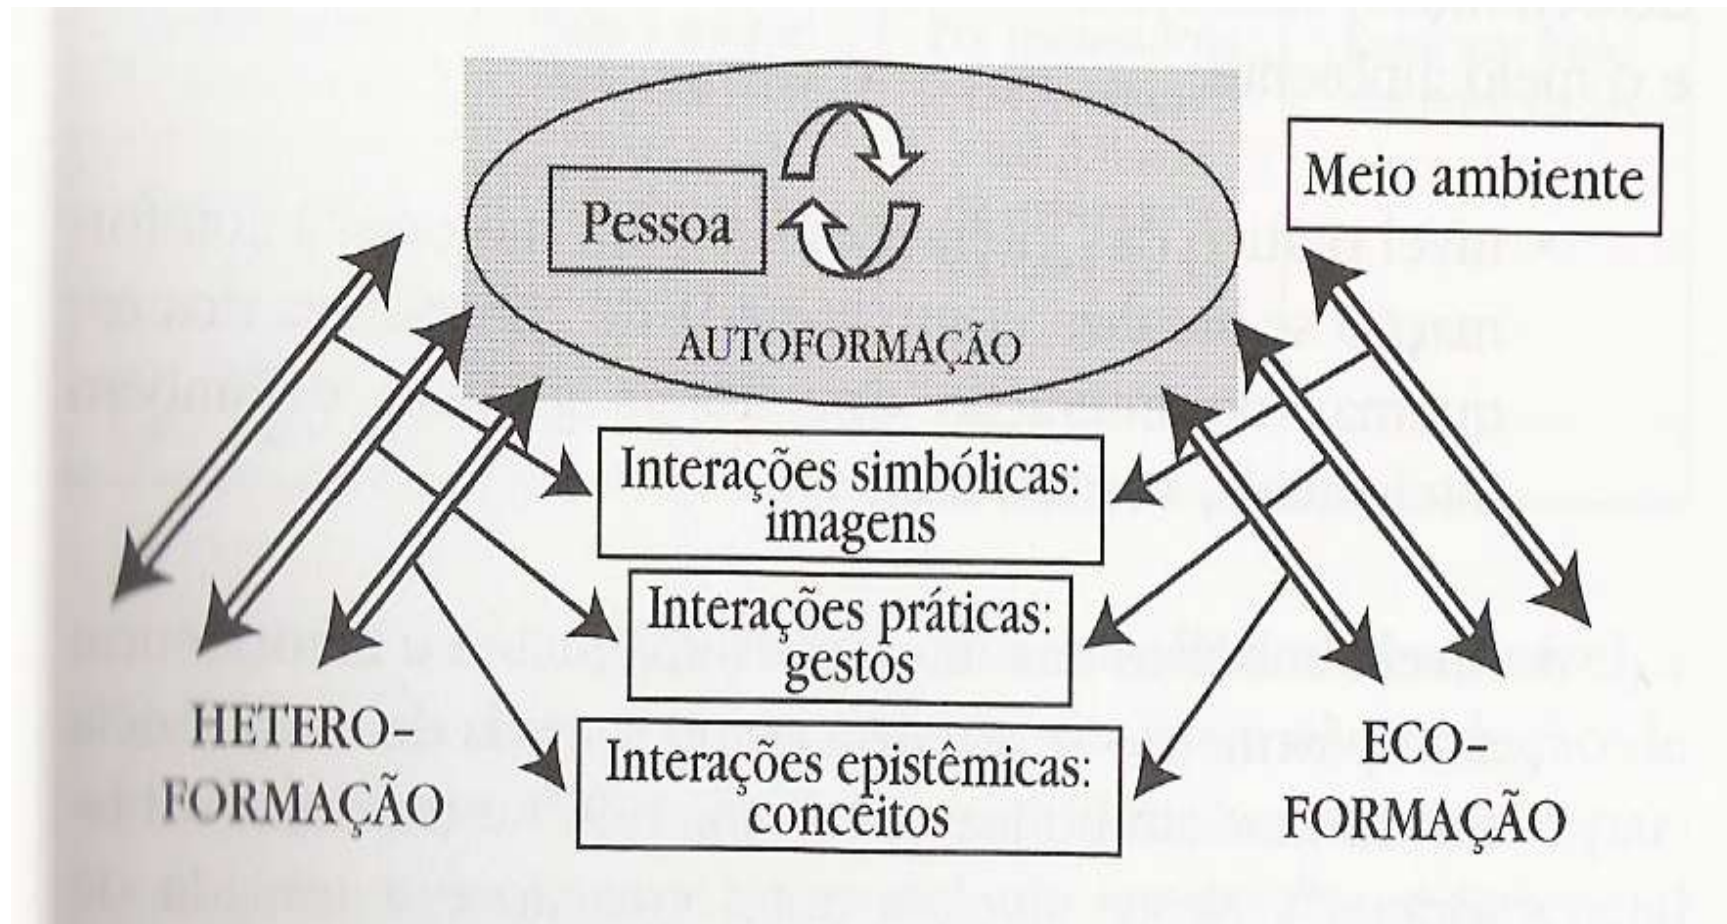 Meio ambiente
Pessoa
AUTOFORMAÇÃO
Interações simbólicas:
imagens
Interações práticas:
gestos
HETERO-
FORMAÇÃO
Interações epistêmicas:
conceitos
ECO-
FORMAÇÃO